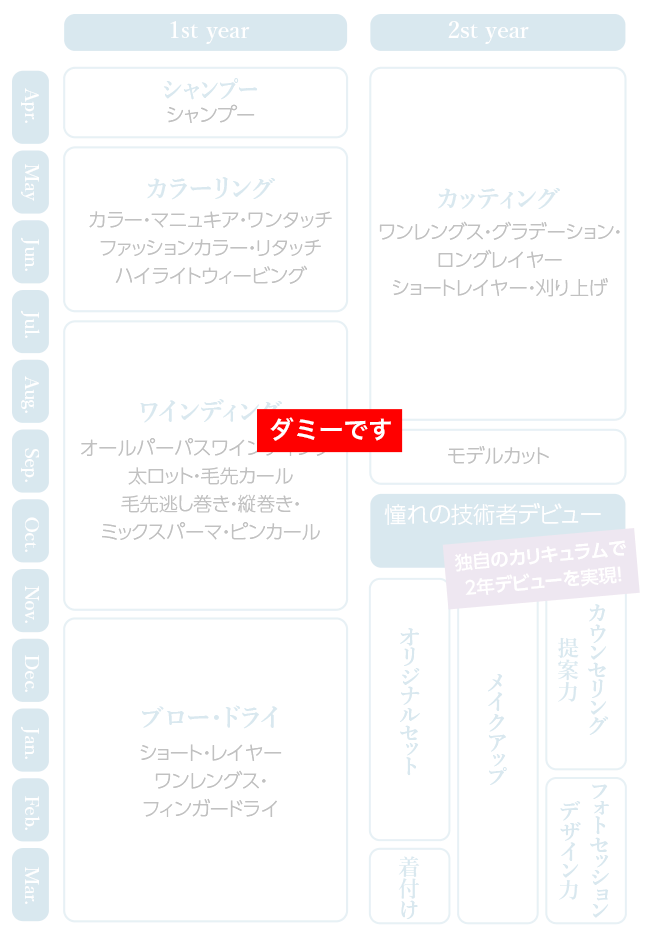 1st year
2nd year
Apr.
May
Jun.
Jul.
Aug.
Sep.
Oct.
Nov.
Dec.
Jan.
Feb.
Mar.
シャンプー
シャンプー
カラーリング
カラー・マニュキア・ワンタッチ
ファッションカラー・リタッチ
ハイライトウィービング
ワインディング
オールパーパスワインディング
太ロット・毛先カール
毛先逃し巻き・縦巻き・
ミックスパーマ・ピンカール
ブロー・ドライ
ショート・レイヤー
ワンレングス・
フィンガードライ
カッティング
ワンレングス・グラデーション・
ロングレイヤー
ショートレイヤー・刈り上げ
ダミーです
モデルカット
憧れの技術者デビュー
独自のカリキュラムで
2年デビューを実現!
オリジナルセット
着付け
メイクアップ
カウンセリング
提案力
フォトセッション
デザイン力